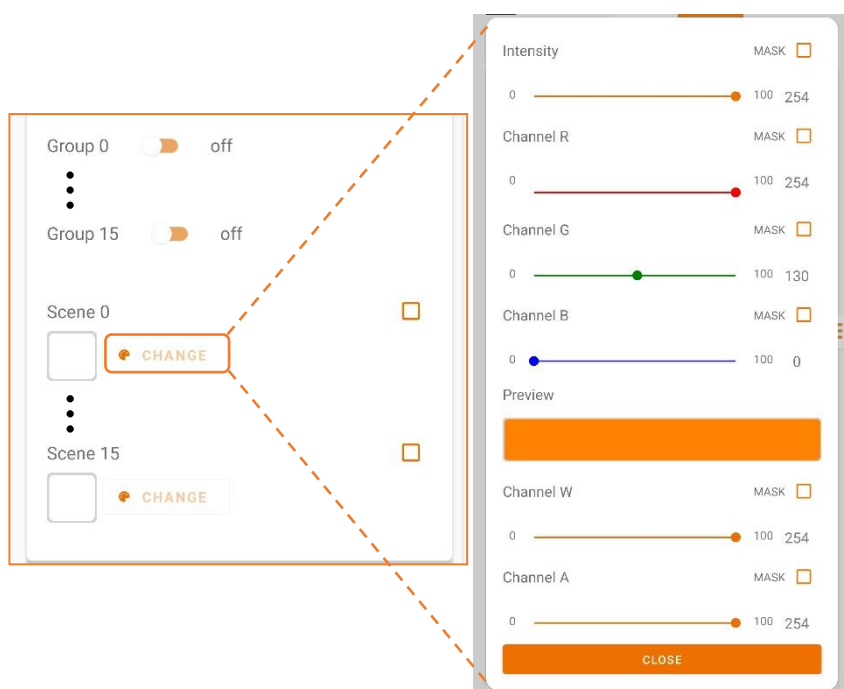 Group 0 off
Group 15 off
Scene 0
CHANGE
Scene 15
CHANGE
Intensity MASK
0 100 254
Channel R MASK
0 100 254
Channel G MASK
0 100 130
Channel B MASK
0 100 0
Preview
Channel W MASK
0 100 254
Channel A MASK
0 100 254
CLOSE